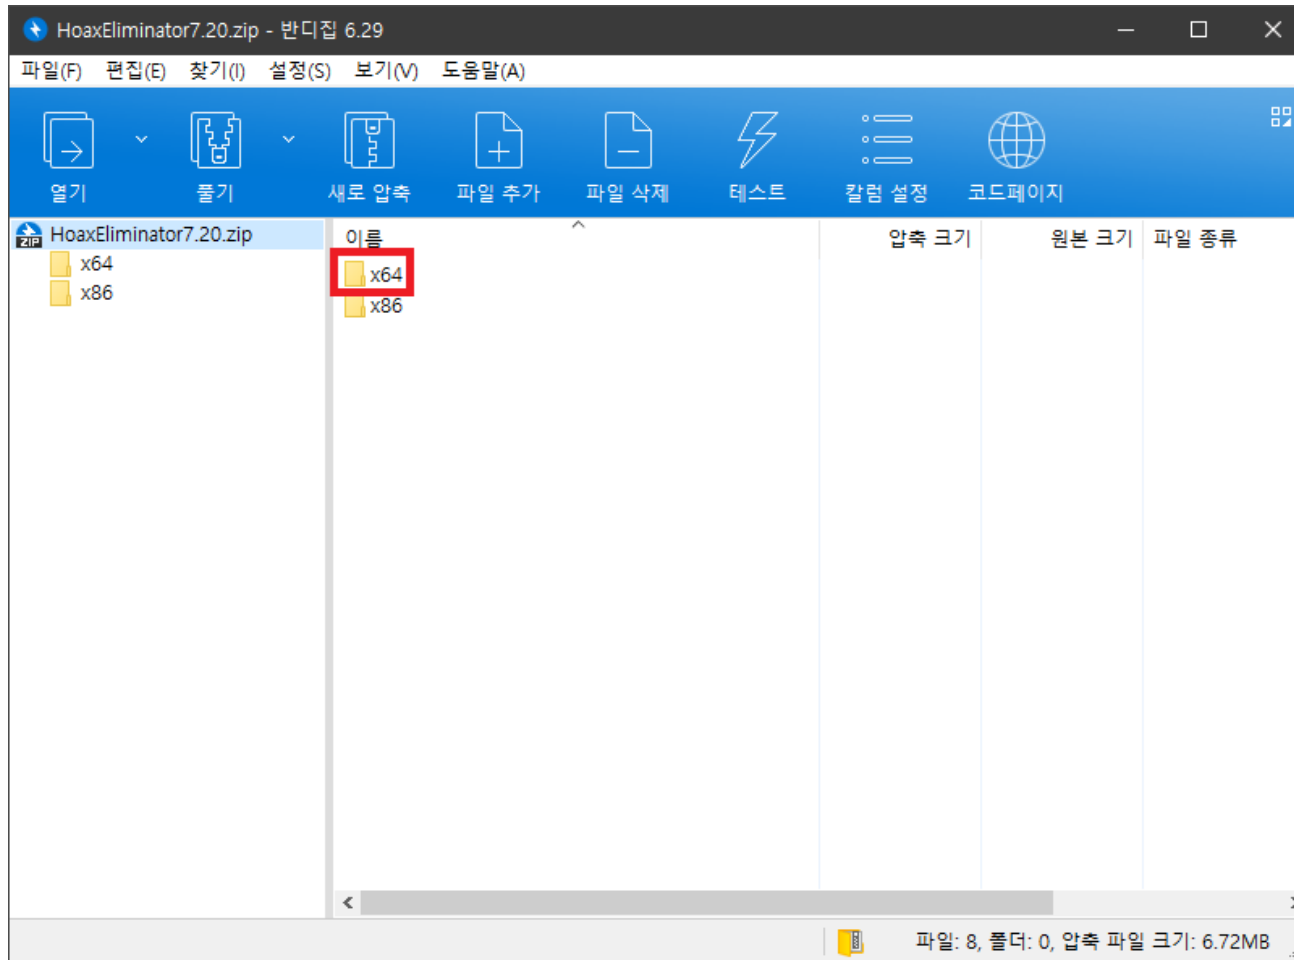 HoaxEliminator7.20.zip - 반디집 6.29
파일(F) 편집(E) 찾기(I) 설정(S) 보기(V) 도움말(A)
열기 풀기 새로 압축 파일 추가 파일 삭제 테스트 칼럼 설정 코드페이지
ZIP HoaxEliminator7.20.zip
x64
x86
이름 압축 크기 원본 크기 파일 종류
x64
x86
파일: 8, 폴더: 0, 압축 파일 크기: 6.72MB